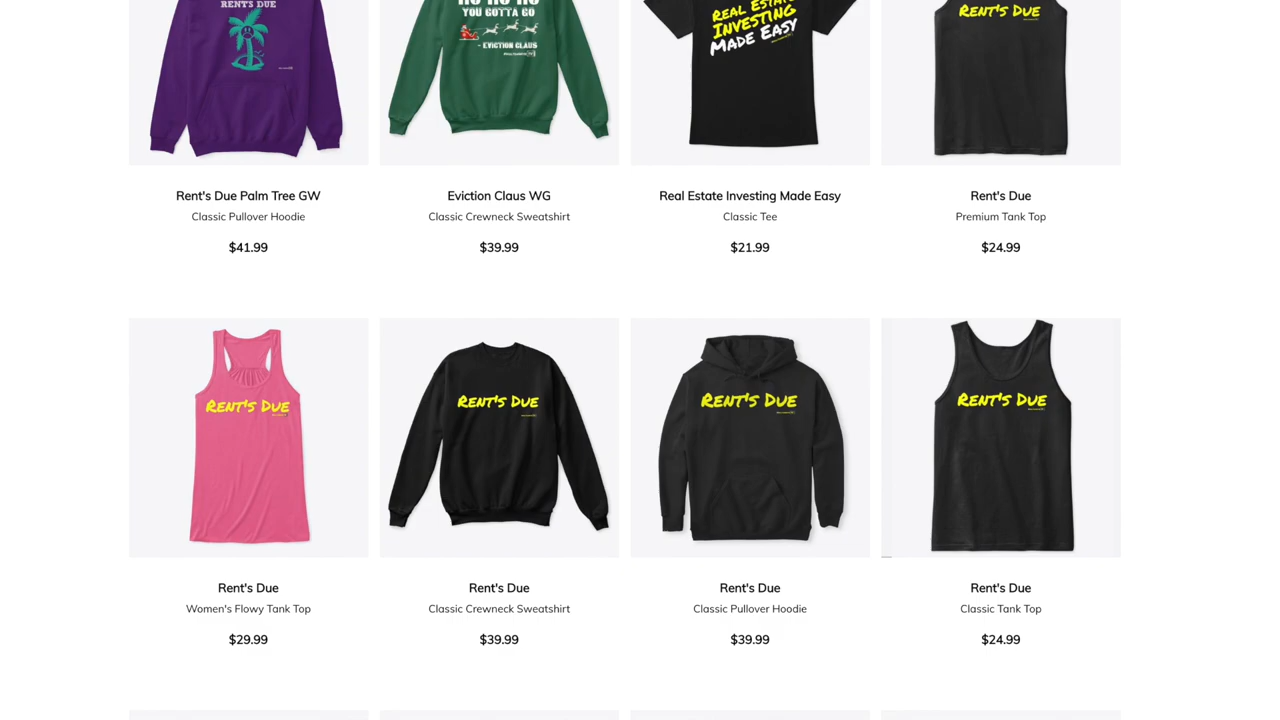 RENT'S DUE
HO HO HO
YOU GOTTA GO
- EVICTION CLAUS
REAL ESTATE
INVESTING
MADE EASY
RENT'S DUE
Rent's Due Palm Tree GW
Classic Pullover Hoodie
$41.99
Eviction Claus WG
Classic Crewneck Sweatshirt
$39.99
Real Estate Investing Made Easy
Classic Tee
$21.99
Rent's Due
Premium Tank Top
$24.99
RENT'S DUE
RENT'S DUE
RENT'S DUE
RENT'S DUE
Rent's Due
Women's Flowy Tank Top
$29.99
Rent's Due
Classic Crewneck Sweatshirt
$39.99
Rent's Due
Classic Pullover Hoodie
$39.99
Rent's Due
Classic Tank Top
$24.99